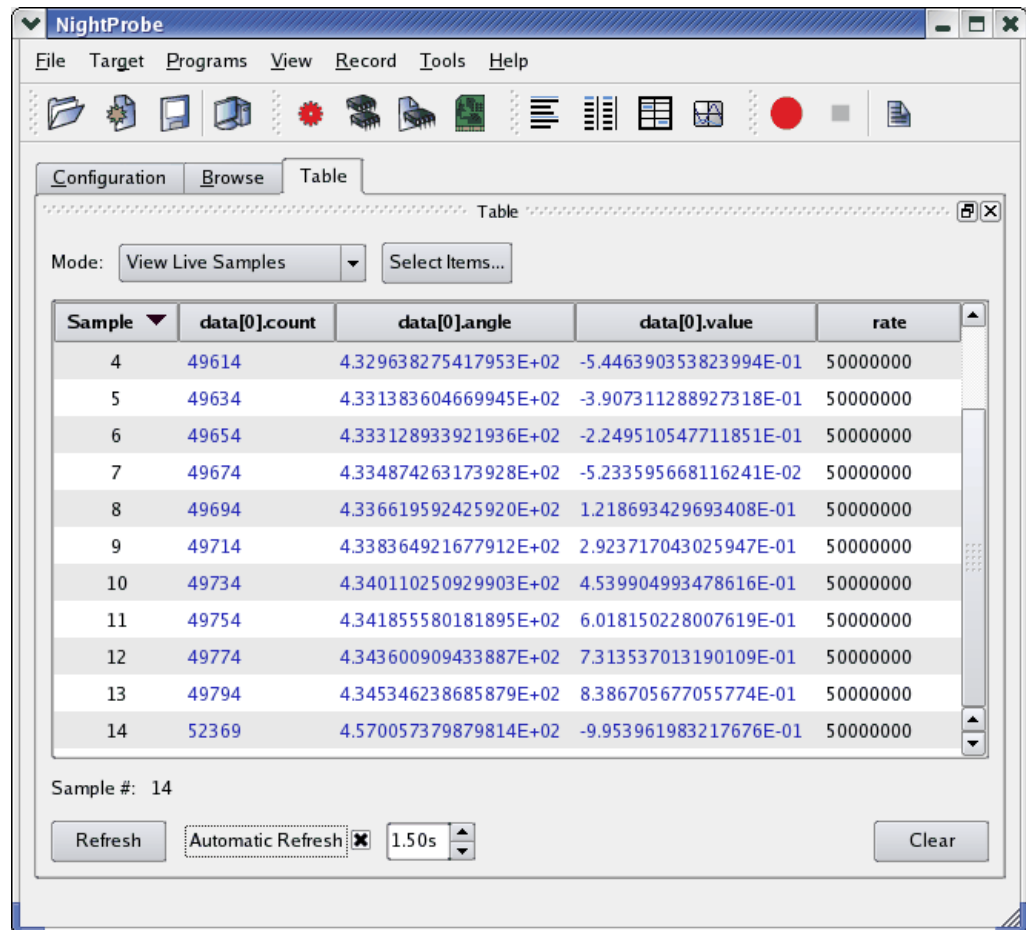 NightProbe
File Target Programs View Record Tools Help
Configuration Browse Table
Table
Mode: View Live Samples Select Items...
Sample data[0].count data[0].angle data[0].value rate
4 49614 4.329638275417953E+02 -5.446390353823994E-01 50000000
5 49634 4.331383604669945E+02 -3.907311288927318E-01 50000000
6 49654 4.333128933921936E+02 -2.249510547711851E-01 50000000
7 49674 4.334874263173928E+02 -5.233595668116241E-02 50000000
8 49694 4.336619592425920E+02 1.218693429693408E-01 50000000
9 49714 4.338364921677912E+02 2.923717043025947E-01 50000000
10 49734 4.340110250929903E+02 4.539904993478616E-01 50000000
11 49754 4.341855580181895E+02 6.018150228007619E-01 50000000
12 49774 4.343600909433887E+02 7.313537013190109E-01 50000000
13 49794 4.345346238685879E+02 8.386705677055774E-01 50000000
14 52369 4.570057379879814E+02 -9.953961983217676E-01 50000000
Sample #: 14
Refresh Automatic Refresh 1.50s Clear